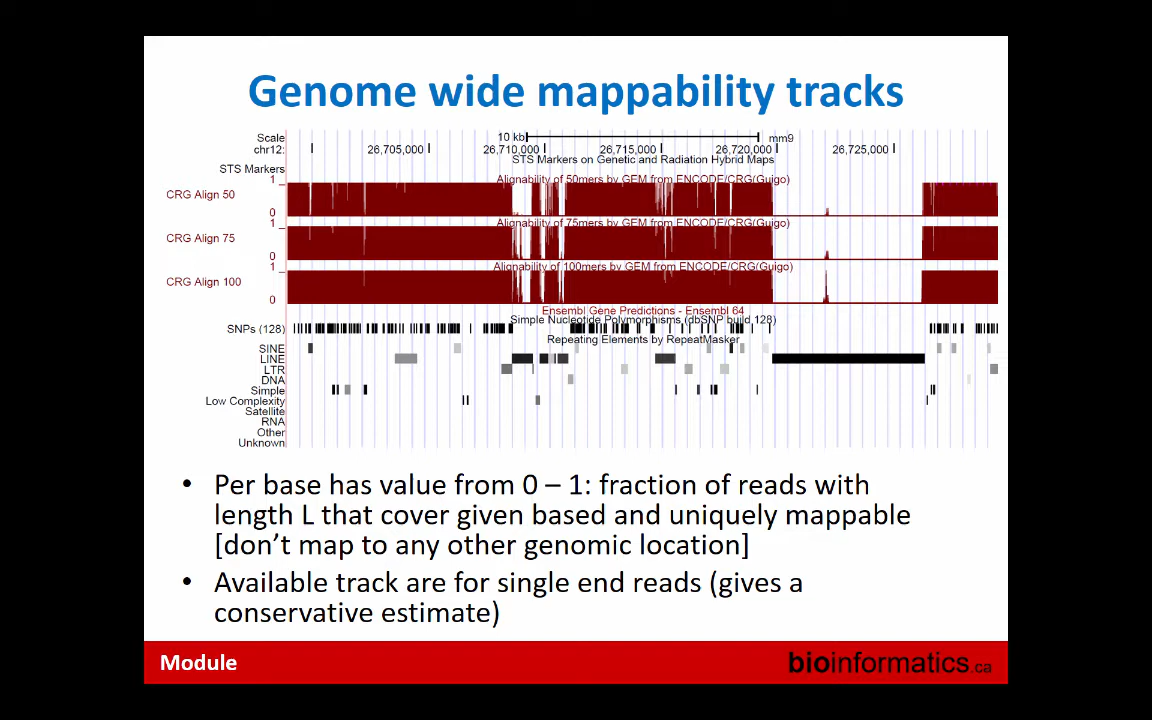 Genome wide mappability tracks
Scale 10 kb mm9
chr12: 26,705,000 26,710,000 26,715,000 26,720,000 26,725,000
STS Markers on Genetic and Radiation Hybrid Maps
STS Markers
1 Alignability of 50mers by GEM from ENCODE/CRG(Guigo)
CRG Align 50
0
1 Alignability of 75mers by GEM from ENCODE/CRG(Guigo)
CRG Align 75
0
1 Alignability of 100mers by GEM from ENCODE/CRG(Guigo)
CRG Align 100
0
Ensembl Gene Predictions - Ensembl 64
Simple Nucleotide Polymorphisms (dbSNP build 128)
SNPs (128)
Repeating Elements by RepeatMasker
SINE
LINE
LTR
DNA
Simple
Low Complexity
Satellite
RNA
Other
Unknown
• Per base has value from 0 – 1: fraction of reads with
length L that cover given based and uniquely mappable
[don’t map to any other genomic location]
• Available track are for single end reads (gives a
conservative estimate)
Module bioinformatics.ca